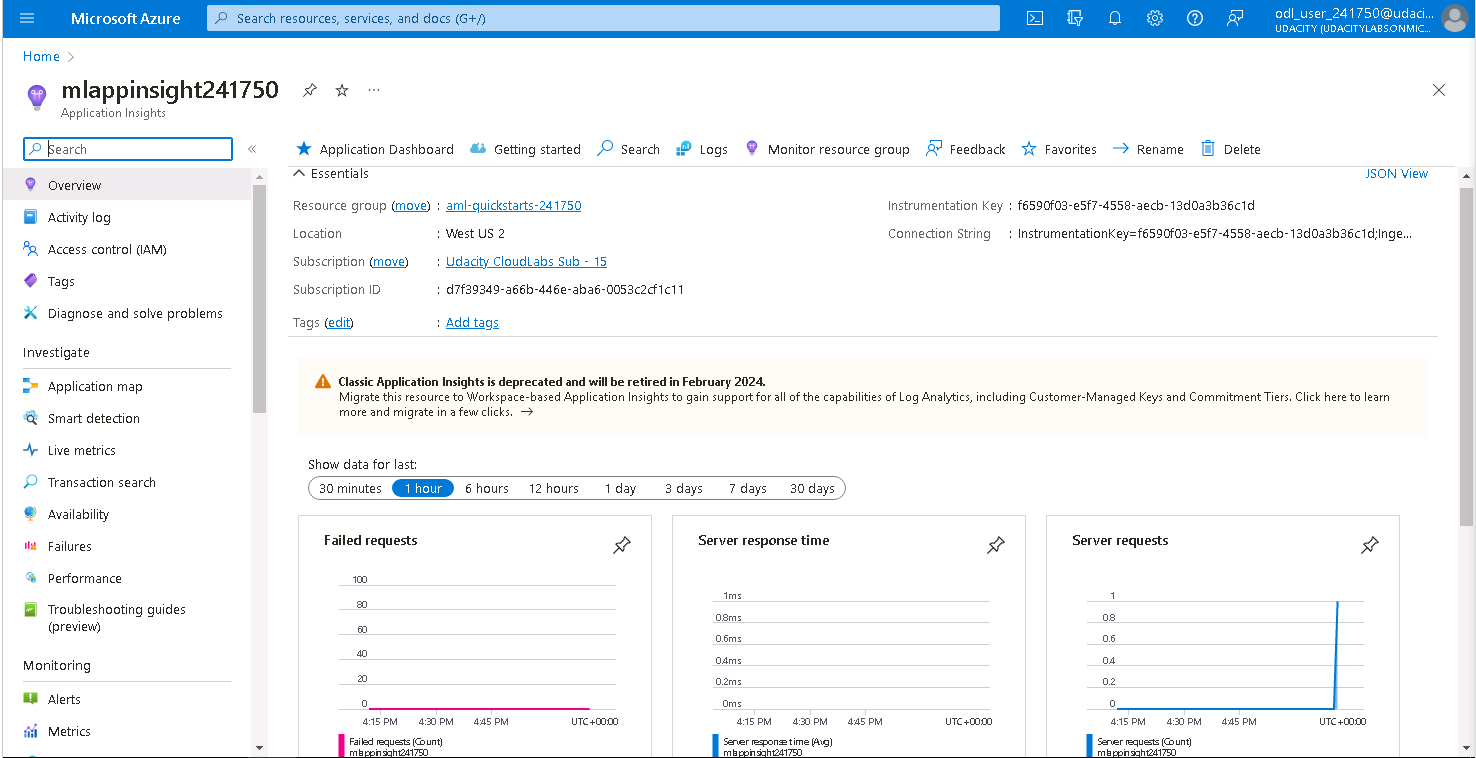 Microsoft Azure
Search resources, services, and docs (G+/)
odl_user_241750@udaci...
UDACITY (UDACITYLABS.ONMIC...
Home >
mlappinsight241750
Application Insights
Search
«
Application Dashboard
Getting started
Search
Logs
Monitor resource group
Feedback
Favorites
Rename
Delete
Overview
Activity log
Access control (IAM)
Tags
Diagnose and solve problems
Investigate
Application map
Smart detection
Live metrics
Transaction search
Availability
Failures
Performance
Troubleshooting guides
(preview)
Monitoring
Alerts
Metrics
Essentials
JSON View
Resource group (move) : aml-quickstarts-241750
Location : West US 2
Subscription (move) : Udacity CloudLabs Sub - 15
Subscription ID : d7f39349-a66b-446e-aba6-0053c2cf1c11
Tags (edit) : Add tags
Instrumentation Key : f6590f03-e5f7-4558-aecb-13d0a3b36c1d
Connection String : InstrumentationKey=f6590f03-e5f7-4558-aecb-13d0a3b36c1d;Inge...
Classic Application Insights is deprecated and will be retired in February 2024.
Migrate this resource to Workspace-based Application Insights to gain support for all of the capabilities of Log Analytics, including Customer-Managed Keys and Commitment Tiers. Click here to learn
more and migrate in a few clicks. →
Show data for last:
30 minutes 1 hour 6 hours 12 hours 1 day 3 days 7 days 30 days
Failed requests
100
80
60
40
20
0
4:15 PM 4:30 PM 4:45 PM UTC+00:00
Failed requests (Count)
mlappinsight241750
Server response time
1ms
0.8ms
0.6ms
0.4ms
0.2ms
0ms
4:15 PM 4:30 PM 4:45 PM UTC+00:00
Server response time (Avg)
mlappinsight241750
Server requests
1
0.8
0.6
0.4
0.2
0
4:15 PM 4:30 PM 4:45 PM UTC+00:00
Server requests (Count)
mlappinsight241750